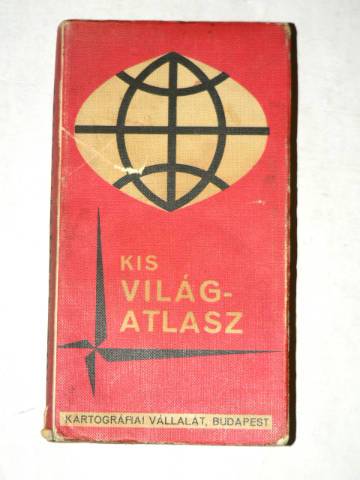 KIS
VILÁG-
ATLASZ
KARTOGRÁFIAI VÁLLALAT, BUDAPEST